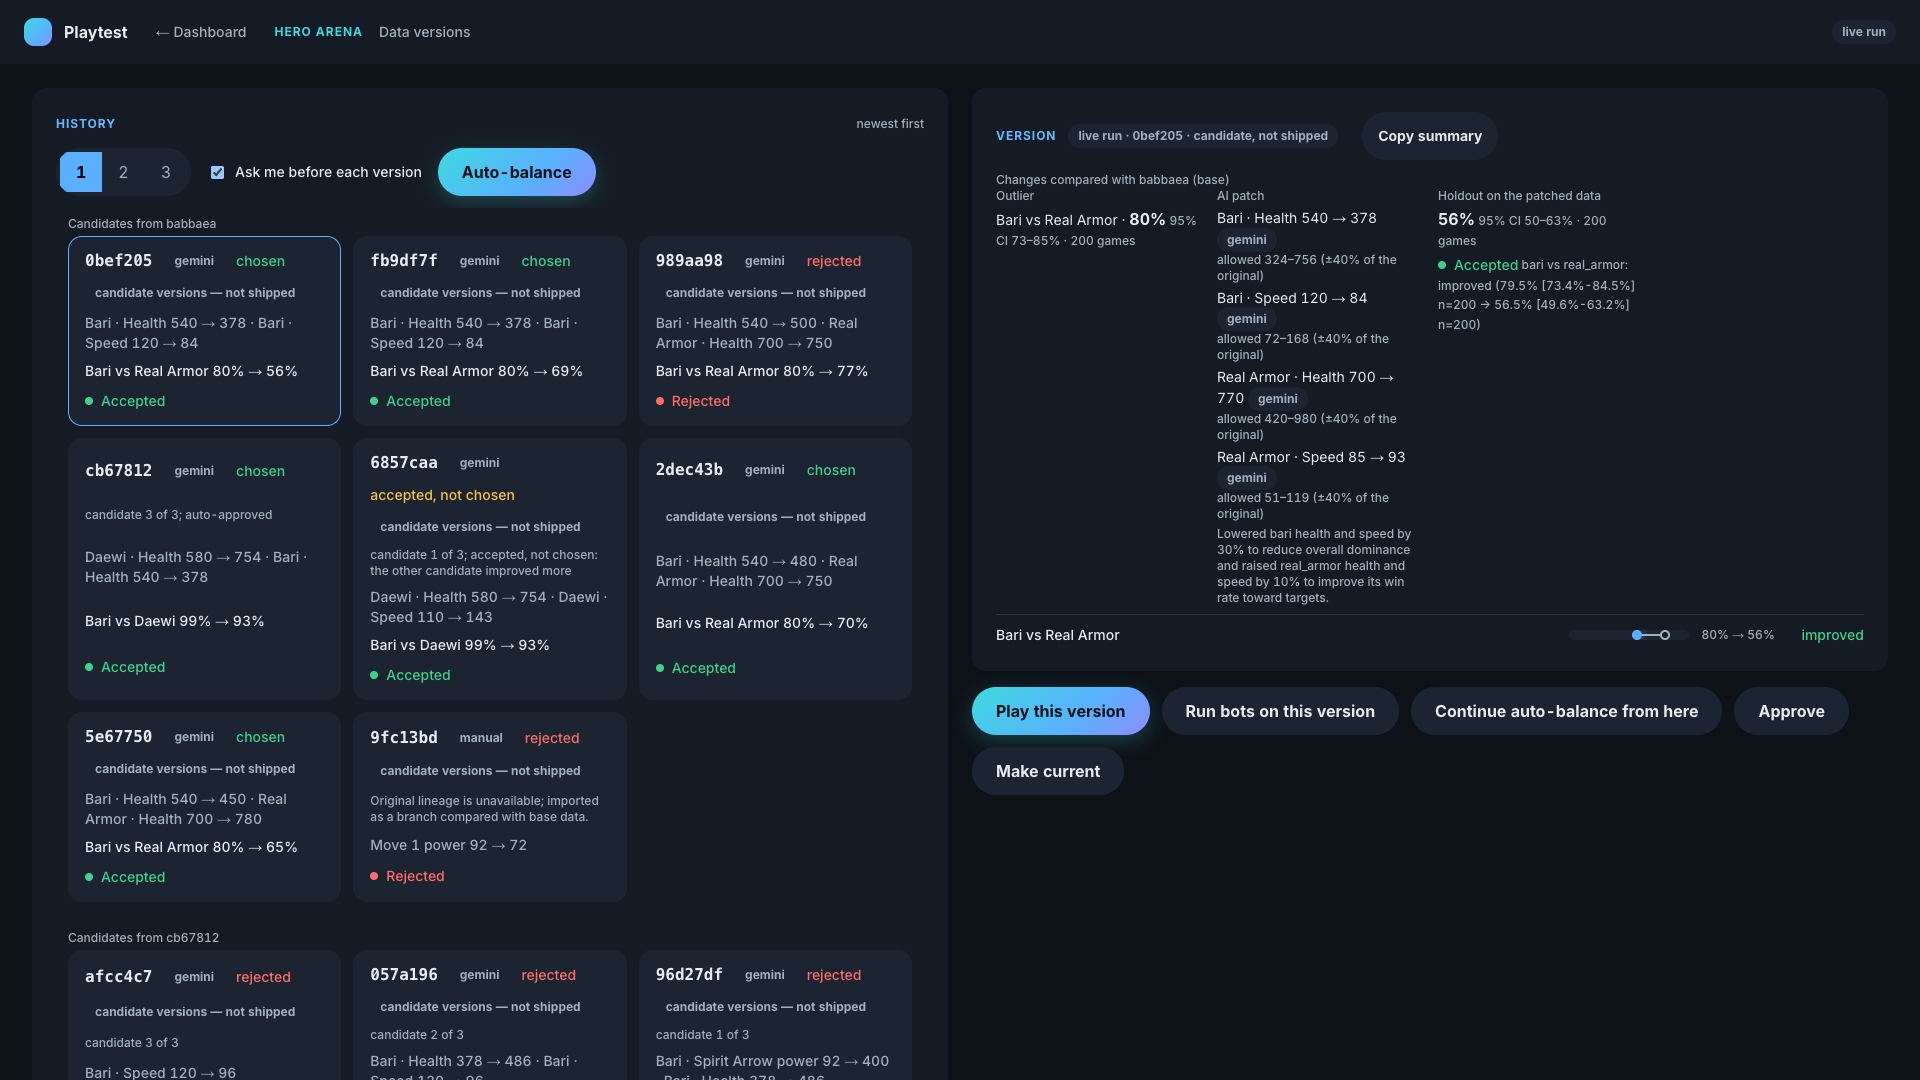 Playtest
← Dashboard
HERO ARENA
Data versions
live run
HISTORY
newest first
1 2 3
Ask me before each version
Auto-balance
Candidates from babbaea
0bef205 gemini chosen
candidate versions — not shipped
Bari · Health 540 → 378 · Bari ·
Speed 120 → 84
Bari vs Real Armor 80% → 56%
Accepted
fb9df7f gemini chosen
candidate versions — not shipped
Bari · Health 540 → 378 · Bari ·
Speed 120 → 84
Bari vs Real Armor 80% → 69%
Accepted
989aa98 gemini rejected
candidate versions — not shipped
Bari · Health 540 → 500 · Real
Armor · Health 700 → 750
Bari vs Real Armor 80% → 77%
Rejected
cb67812 gemini chosen
candidate 3 of 3; auto-approved
Daewi · Health 580 → 754 · Bari ·
Health 540 → 378
Bari vs Daewi 99% → 93%
Accepted
6857caa gemini
accepted, not chosen
candidate versions — not shipped
candidate 1 of 3; accepted, not chosen:
the other candidate improved more
Daewi · Health 580 → 754 · Daewi ·
Speed 110 → 143
Bari vs Daewi 99% → 93%
Accepted
2dec43b gemini chosen
candidate versions — not shipped
Bari · Health 540 → 480 · Real
Armor · Health 700 → 750
Bari vs Real Armor 80% → 70%
Accepted
5e67750 gemini chosen
candidate versions — not shipped
Bari · Health 540 → 450 · Real
Armor · Health 700 → 780
Bari vs Real Armor 80% → 65%
Accepted
9fc13bd manual rejected
candidate versions — not shipped
Original lineage is unavailable; imported
as a branch compared with base data.
Move 1 power 92 → 72
Rejected
Candidates from cb67812
afcc4c7 gemini rejected
candidate versions — not shipped
candidate 3 of 3
Bari · Speed 120 → 96
057a196 gemini rejected
candidate versions — not shipped
candidate 2 of 3
Bari · Health 378 → 486 · Bari ·
Speed 120 → 96
96d27df gemini rejected
candidate versions — not shipped
candidate 1 of 3
Bari · Spirit Arrow power 92 → 400
· Bari · Health 378 → 486
VERSION
live run · 0bef205 · candidate, not shipped
Copy summary
Changes compared with babbaea (base)
Outlier
Bari vs Real Armor · 80% 95%
CI 73–85% · 200 games
AI patch
Bari · Health 540 → 378
gemini
allowed 324–756 (±40% of the
original)
Bari · Speed 120 → 84
gemini
allowed 72–168 (±40% of the
original)
Real Armor · Health 700 →
770 gemini
allowed 420–980 (±40% of the
original)
Real Armor · Speed 85 → 93
gemini
allowed 51–119 (±40% of the
original)
Lowered bari health and speed by
30% to reduce overall dominance
and raised real_armor health and
speed by 10% to improve its win
rate toward targets.
Holdout on the patched data
56% 95% CI 50–63% · 200
games
Accepted bari vs real_armor:
improved (79.5% [73.4%-84.5%]
n=200 → 56.5% [49.6%-63.2%]
n=200)
Bari vs Real Armor
80% → 56%
improved
Play this version
Run bots on this version
Continue auto-balance from here
Approve
Make current